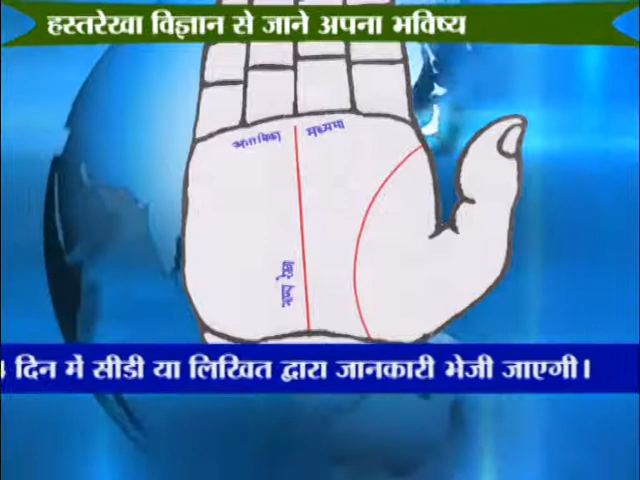 हस्तरेखा विज्ञान से जाने अपना भविष्य
अनामिका
मध्यमा
भाग्य रेखा
दिन में सीडी या लिखित द्वारा जानकारी भेजी जाएगी।